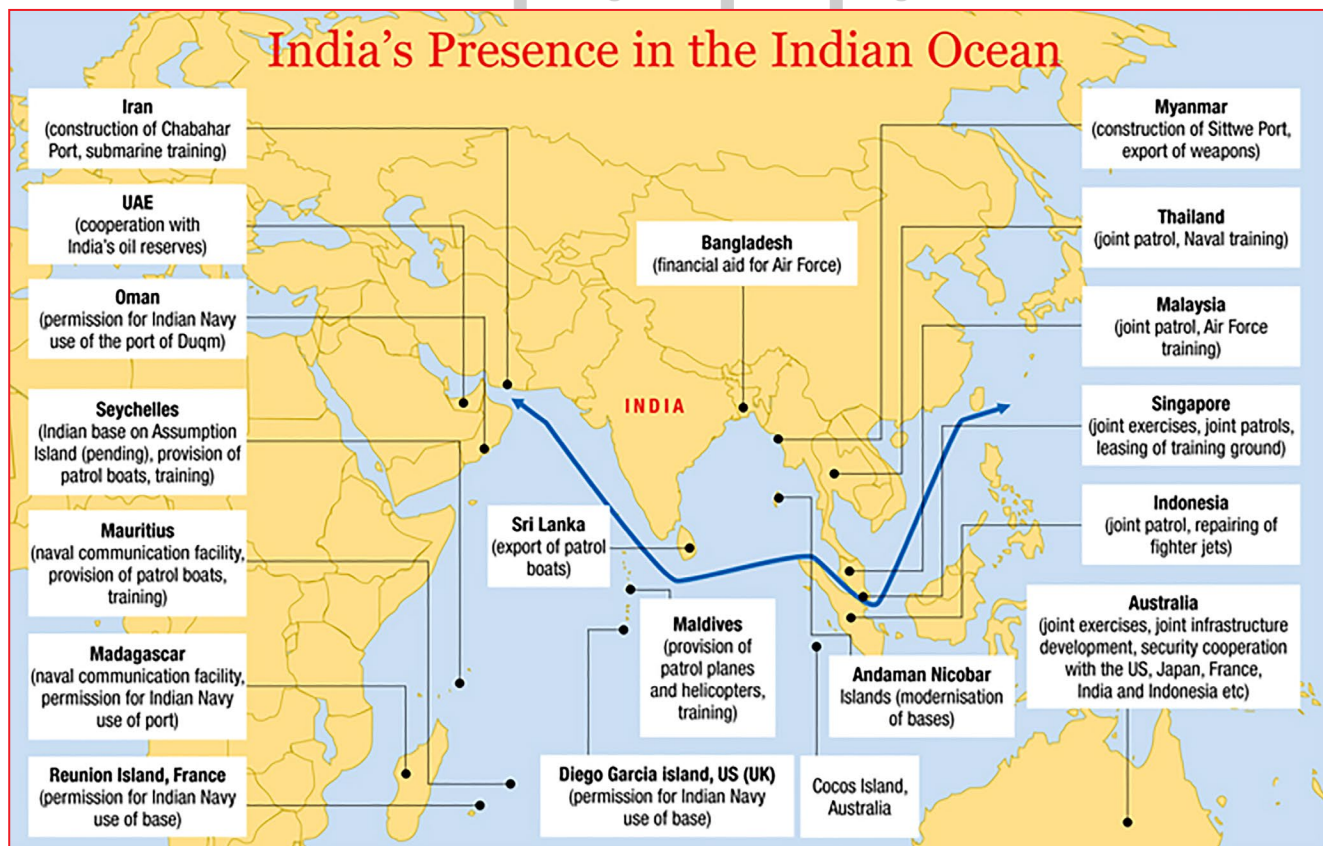 India's Presence in the Indian Ocean
Iran
(construction of Chabahar
Port, submarine training)
UAE
(cooperation with
India's oil reserves)
Oman
(permission for Indian Navy
use of the port of Duqm)
Seychelles
(Indian base on Assumption
Island (pending), provision of
patrol boats, training)
Mauritius
(naval communication facility,
provision of patrol boats,
training)
Madagascar
(naval communication facility,
permission for Indian Navy
use of port)
Reunion Island, France
(permission for Indian Navy
use of base)
Bangladesh
(financial aid for Air Force)
INDIA
Sri Lanka
(export of patrol
boats)
Maldives
(provision of
patrol planes
and helicopters,
training)
Diego Garcia island, US (UK)
(permission for Indian Navy
use of base)
Andaman Nicobar
Islands (modernisation
of bases)
Cocos Island,
Australia
Myanmar
(construction of Sittwe Port,
export of weapons)
Thailand
(joint patrol, Naval training)
Malaysia
(joint patrol, Air Force
training)
Singapore
(joint exercises, joint patrols,
leasing of training ground)
Indonesia
(joint patrol, repairing of
fighter jets)
Australia
(joint exercises, joint infrastructure
development, security cooperation
with the US, Japan, France,
India and Indonesia etc)